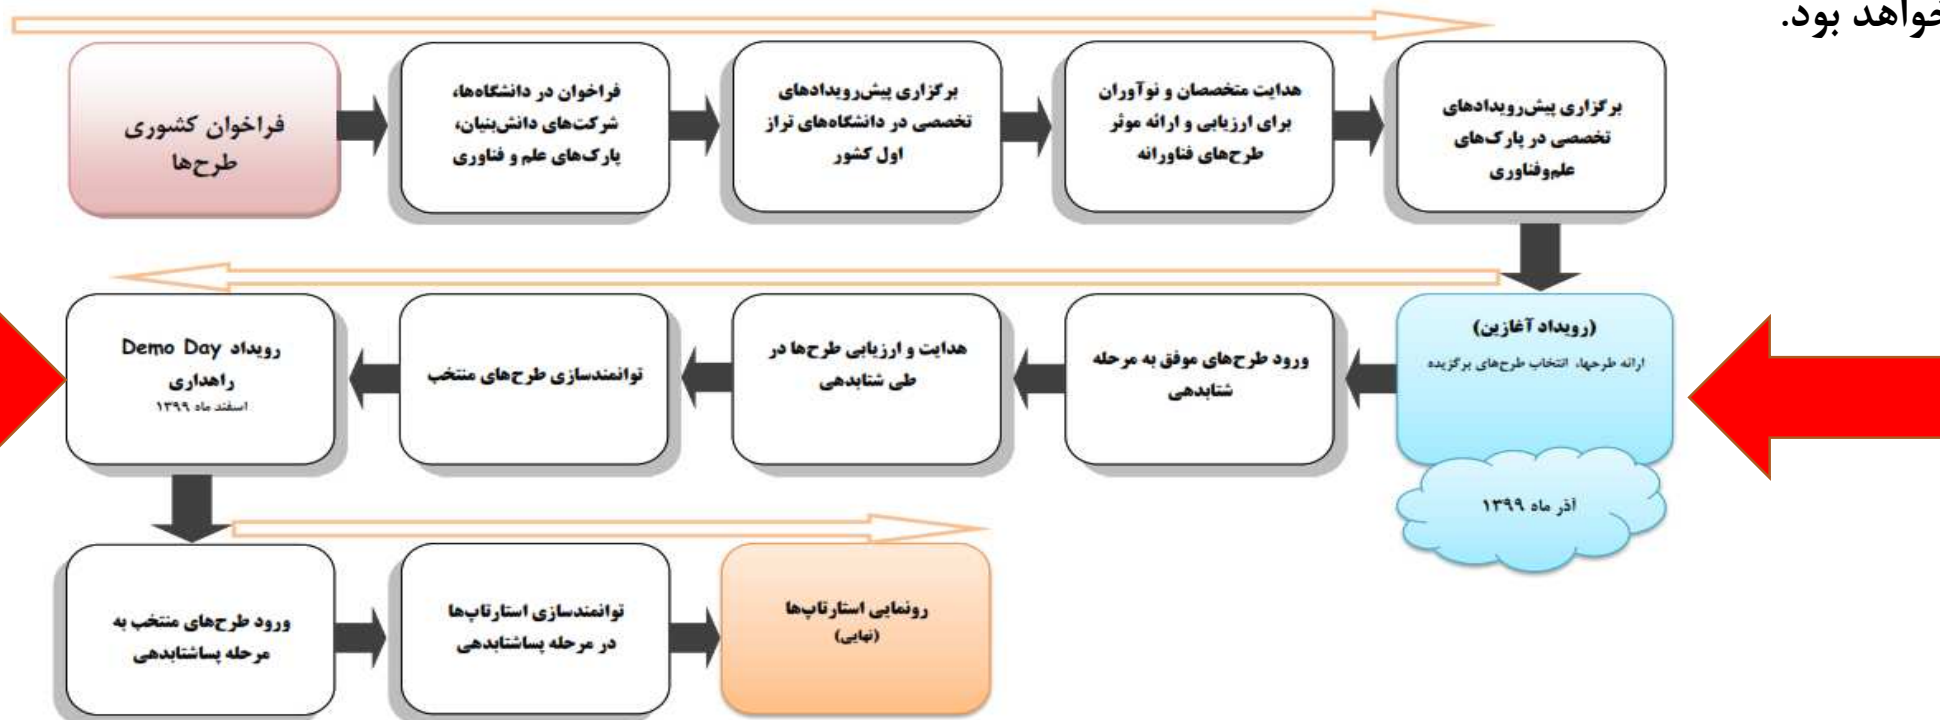 خواهد بود.
فراخوان کشوری
طرح‌ها
فراخوان در دانشگاه‌ها،
شرکت‌های دانش‌بنیان،
پارک‌های علم و فناوری
برگزاری پیش‌رویدادهای
تخصصی در دانشگاه‌های تراز
اول کشور
هدایت متخصصان و نوآوران
برای ارزیابی و ارائه موثر
طرح‌های فناورانه
برگزاری پیش‌رویدادهای
تخصصی در پارک‌های
علم‌وفناوری
(رویداد آغازین)
ارائه طرحها، انتخاب طرح‌های برگزیده
آذر ماه ۱۳۹۹
ورود طرح‌های موفق به مرحله
شتابدهی
هدایت و ارزیابی طرح‌ها در
طی شتابدهی
توانمندسازی طرح‌های منتخب
رویداد Demo Day
راهداری
اسفند ماه ۱۳۹۹
ورود طرح‌های منتخب به
مرحله پساشتابدهی
توانمندسازی استارتاپ‌ها
در مرحله پساشتابدهی
رونمایی استارتاپ‌ها
(نهایی)